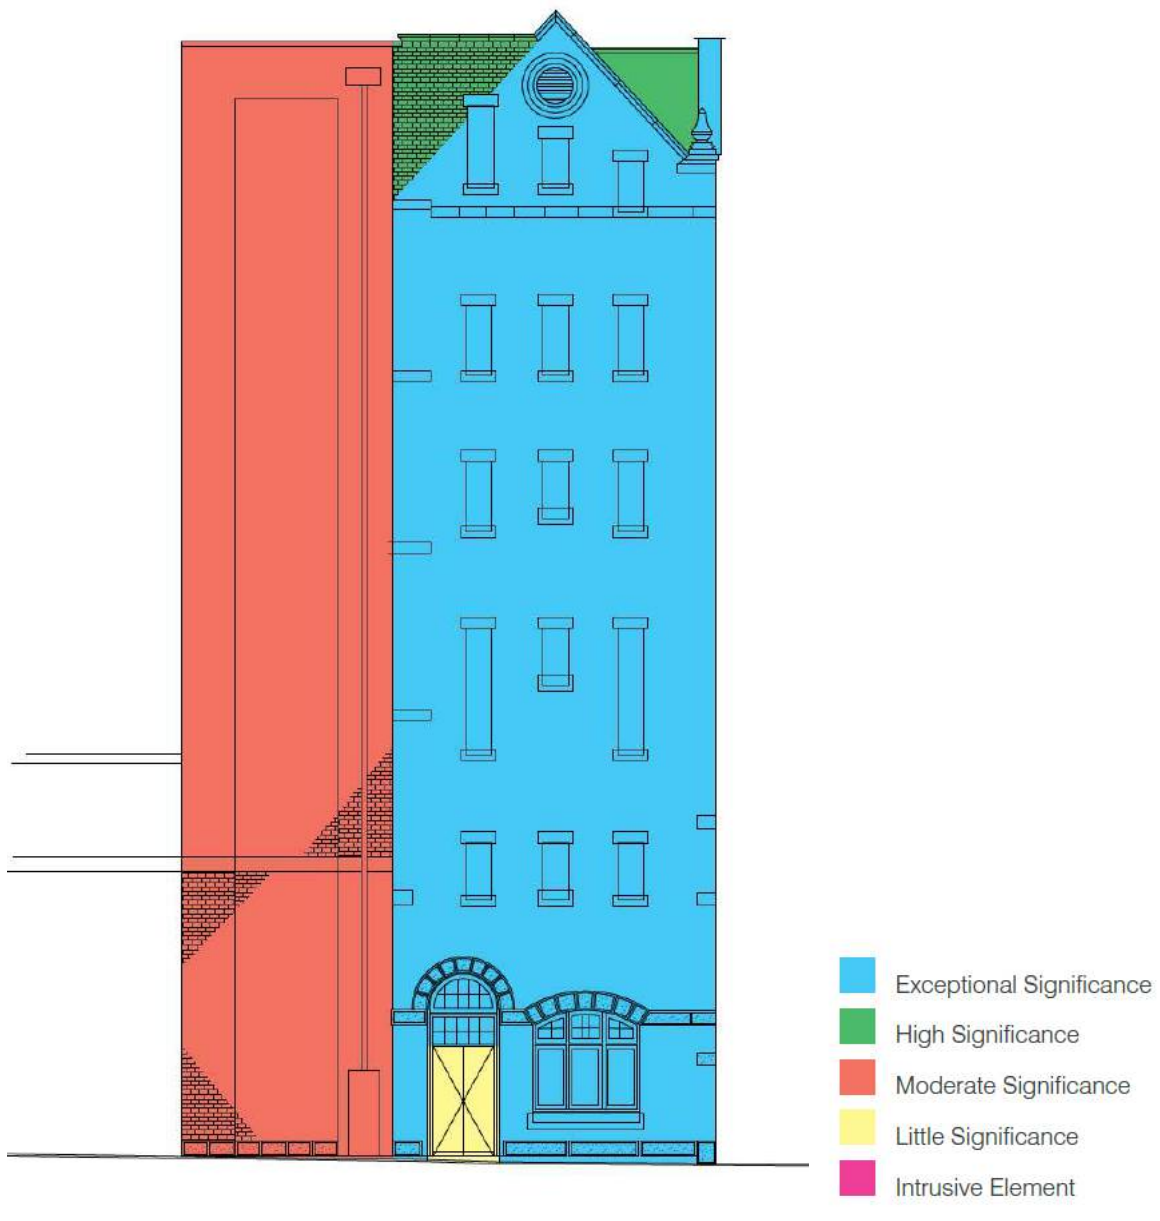 Exceptional Significance
High Significance
Moderate Significance
Little Significance
Intrusive Element